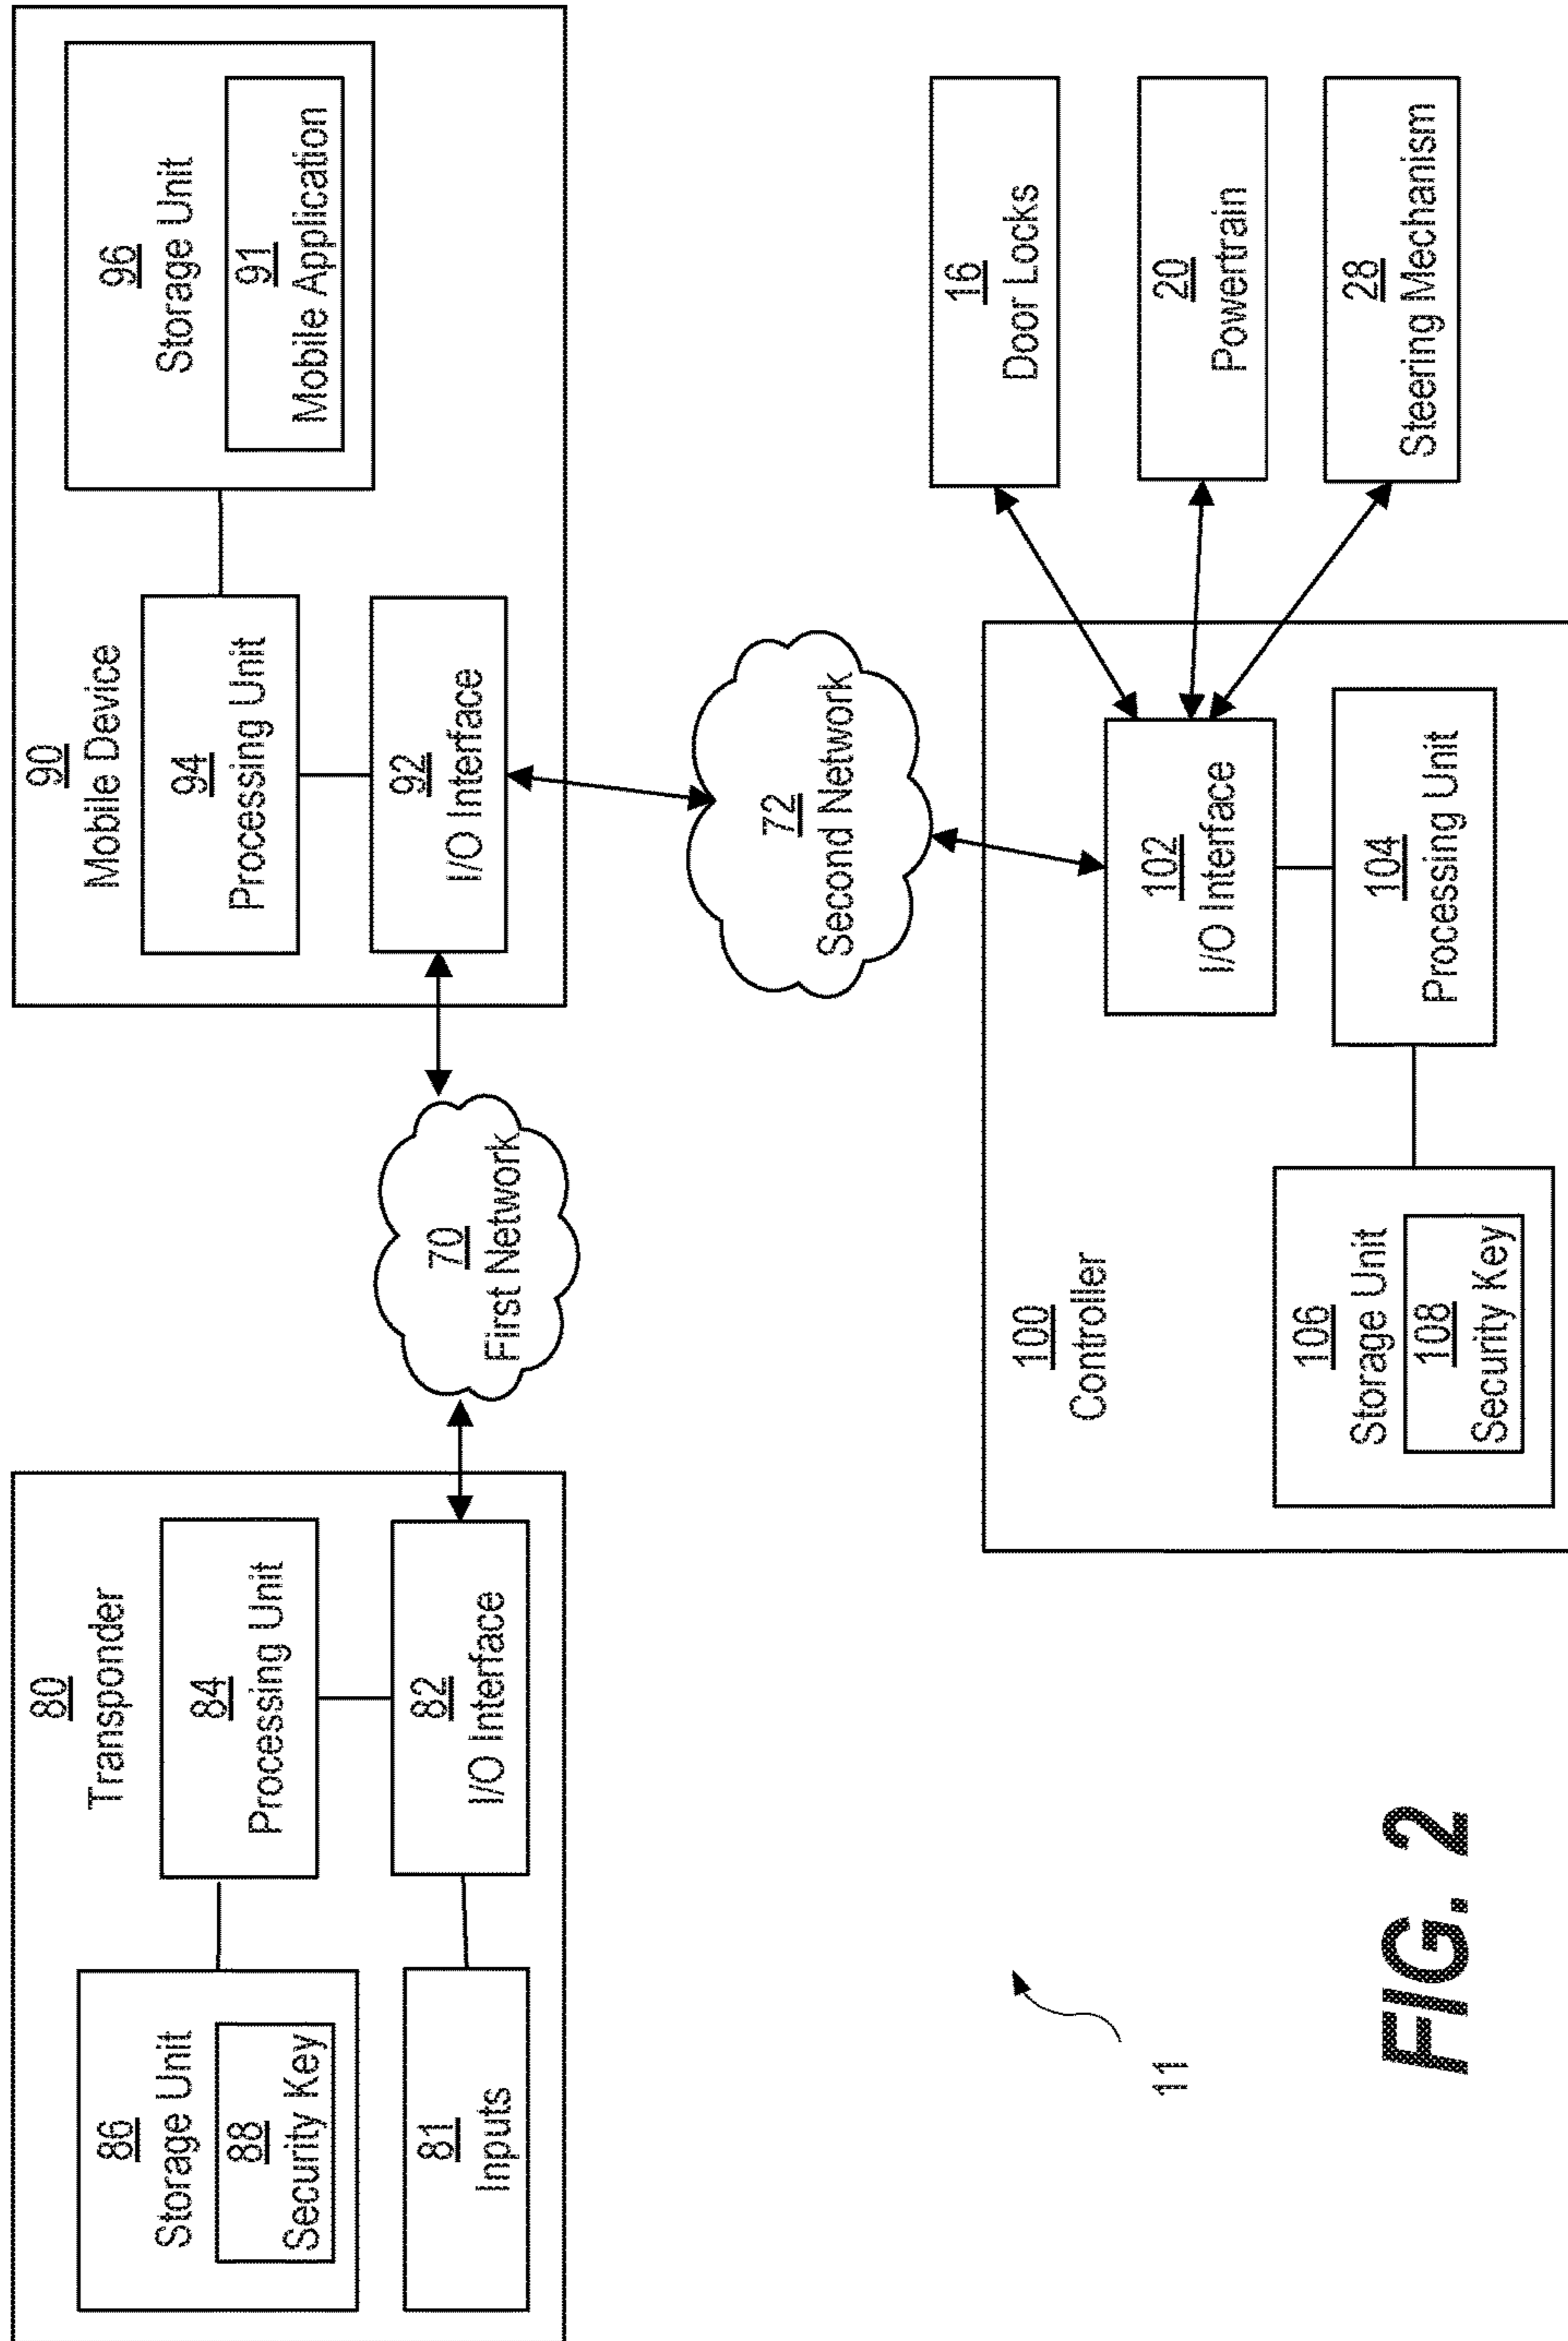 80
Transponder
86
Storage Unit
88
Security Key
84
Processing Unit
81
Inputs
82
I/O Interface
70
First Network
90
Mobile Device
94
Processing Unit
92
I/O Interface
96
Storage Unit
91
Mobile Application
72
Second Network
100
Controller
106
Storage Unit
108
Security Key
102
I/O Interface
104
Processing Unit
16
Door Locks
20
Powertrain
28
Steering Mechanism
11
FIG. 2